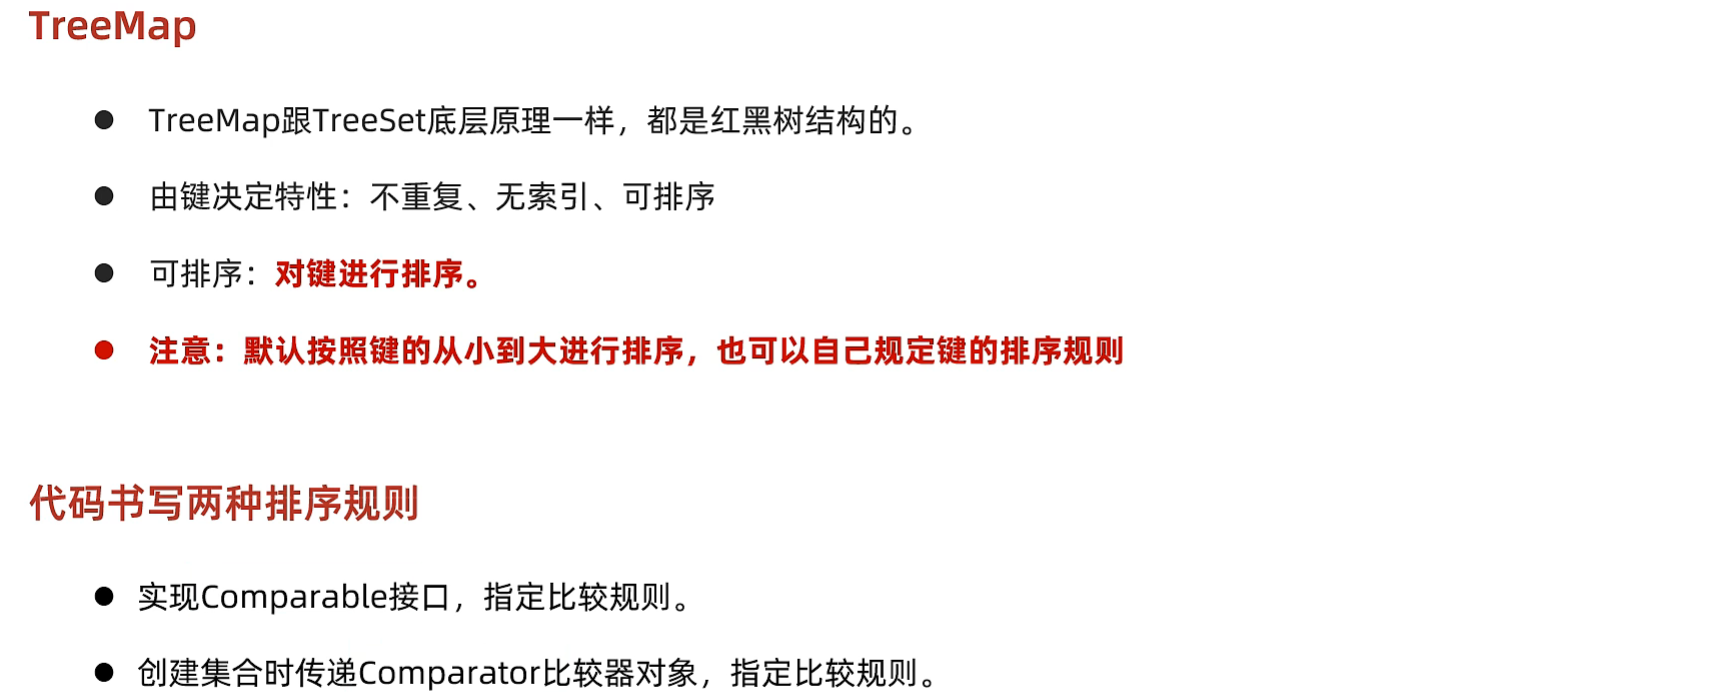 TreeMap
TreeMap跟TreeSet底层原理一样，都是红黑树结构的。
由键决定特性：不重复、无索引、可排序
可排序：对键进行排序。
注意：默认按照键的从小到大进行排序，也可以自己规定键的排序规则
代码书写两种排序规则
实现Comparable接口，指定比较规则。
创建集合时传递Comparator比较器对象，指定比较规则。